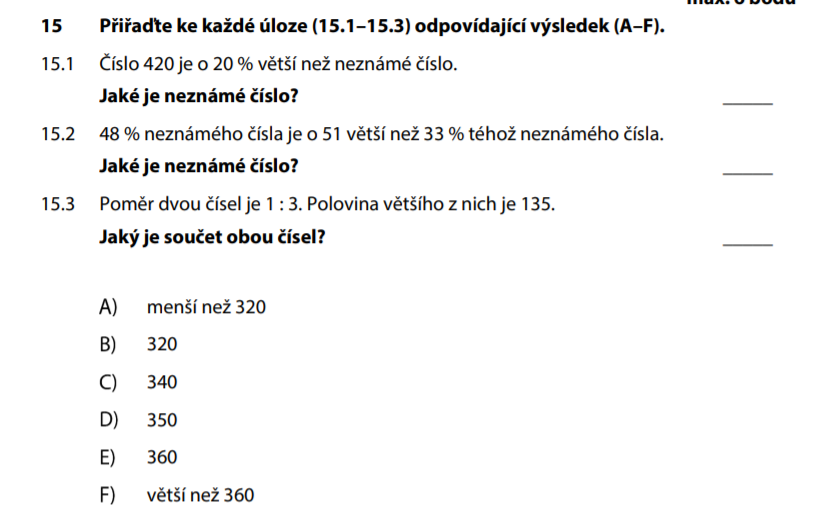 15 Přiřaďte ke každé úloze (15.1–15.3) odpovídající výsledek (A–F).
15.1 Číslo 420 je o 20 % větší než neznámé číslo.
Jaké je neznámé číslo?
15.2 48 % neznámého čísla je o 51 větší než 33 % téhož neznámého čísla.
Jaké je neznámé číslo?
15.3 Poměr dvou čísel je 1 : 3. Polovina většího z nich je 135.
Jaký je součet obou čísel?
A) menší než 320
B) 320
C) 340
D) 350
E) 360
F) větší než 360